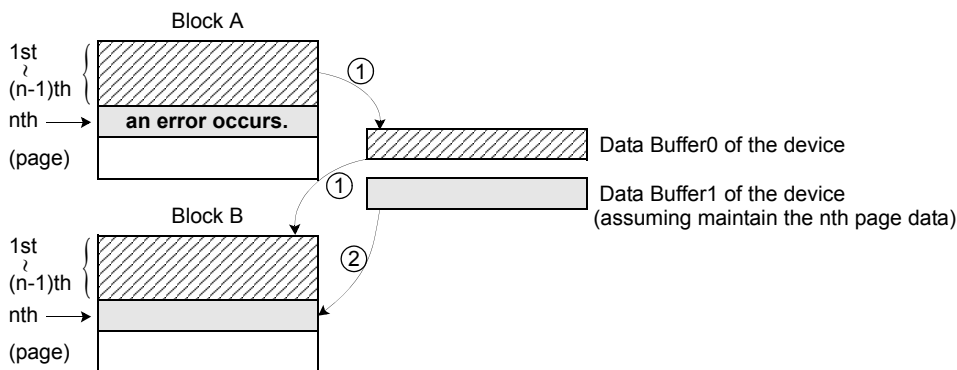 Block A
1st
~
(n-1)th
nth
(page)
an error occurs.
①
Data Buffer0 of the device
①
Data Buffer1 of the device
(assuming maintain the nth page data)
Block B
②
1st
~
(n-1)th
nth
(page)